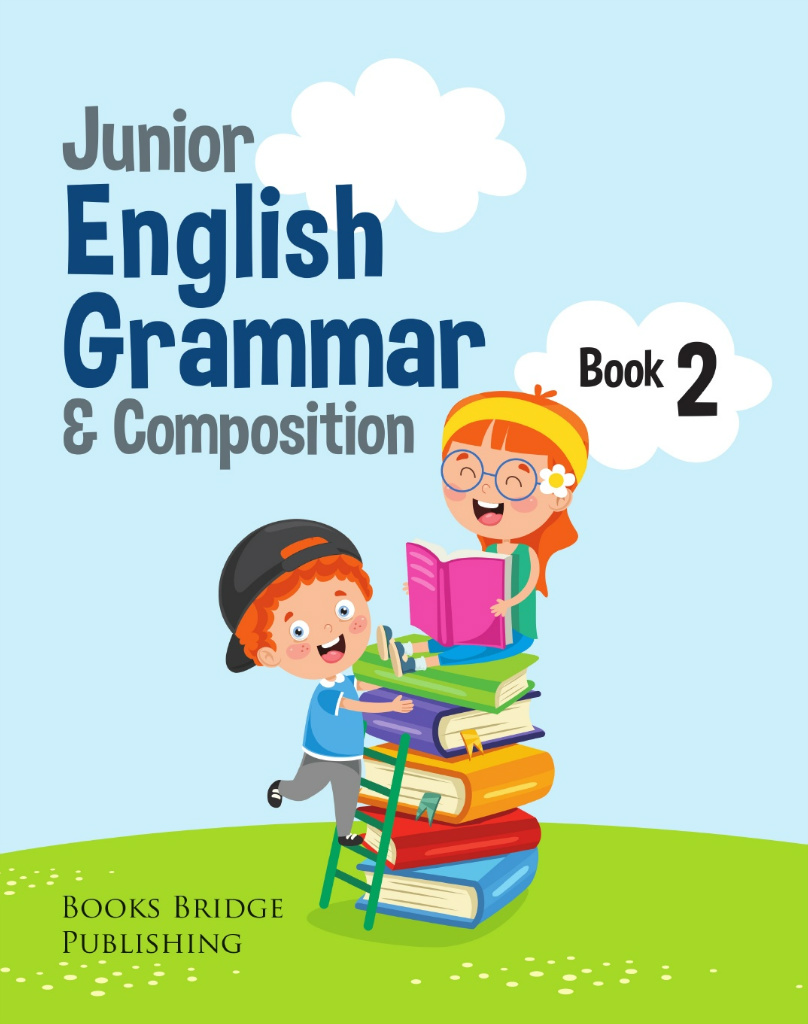 Junior
English
Grammar
& Composition
Book 2
BOOKS BRIDGE
PUBLISHING